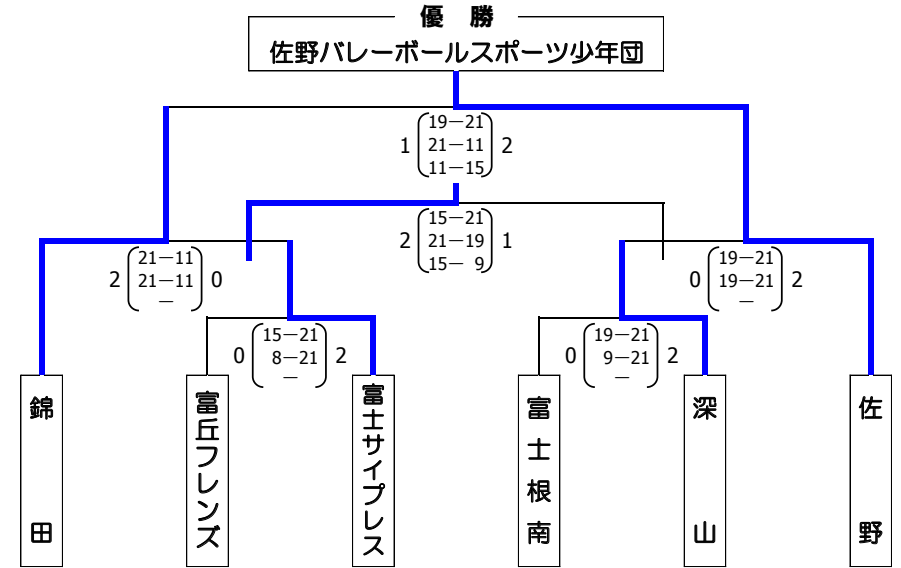 優　勝
佐野バレーボールスポーツ少年団
19－21
1 21－11 2
11－15
15－21
2 21－19 1
15－ 9
21－11
2 21－11 0
－
19－21
0 19－21 2
－
15－21
0 8－21 2
－
19－21
0 9－21 2
－
錦田
富丘フレンズ
富士サイプレス
富士根南
深山
佐野